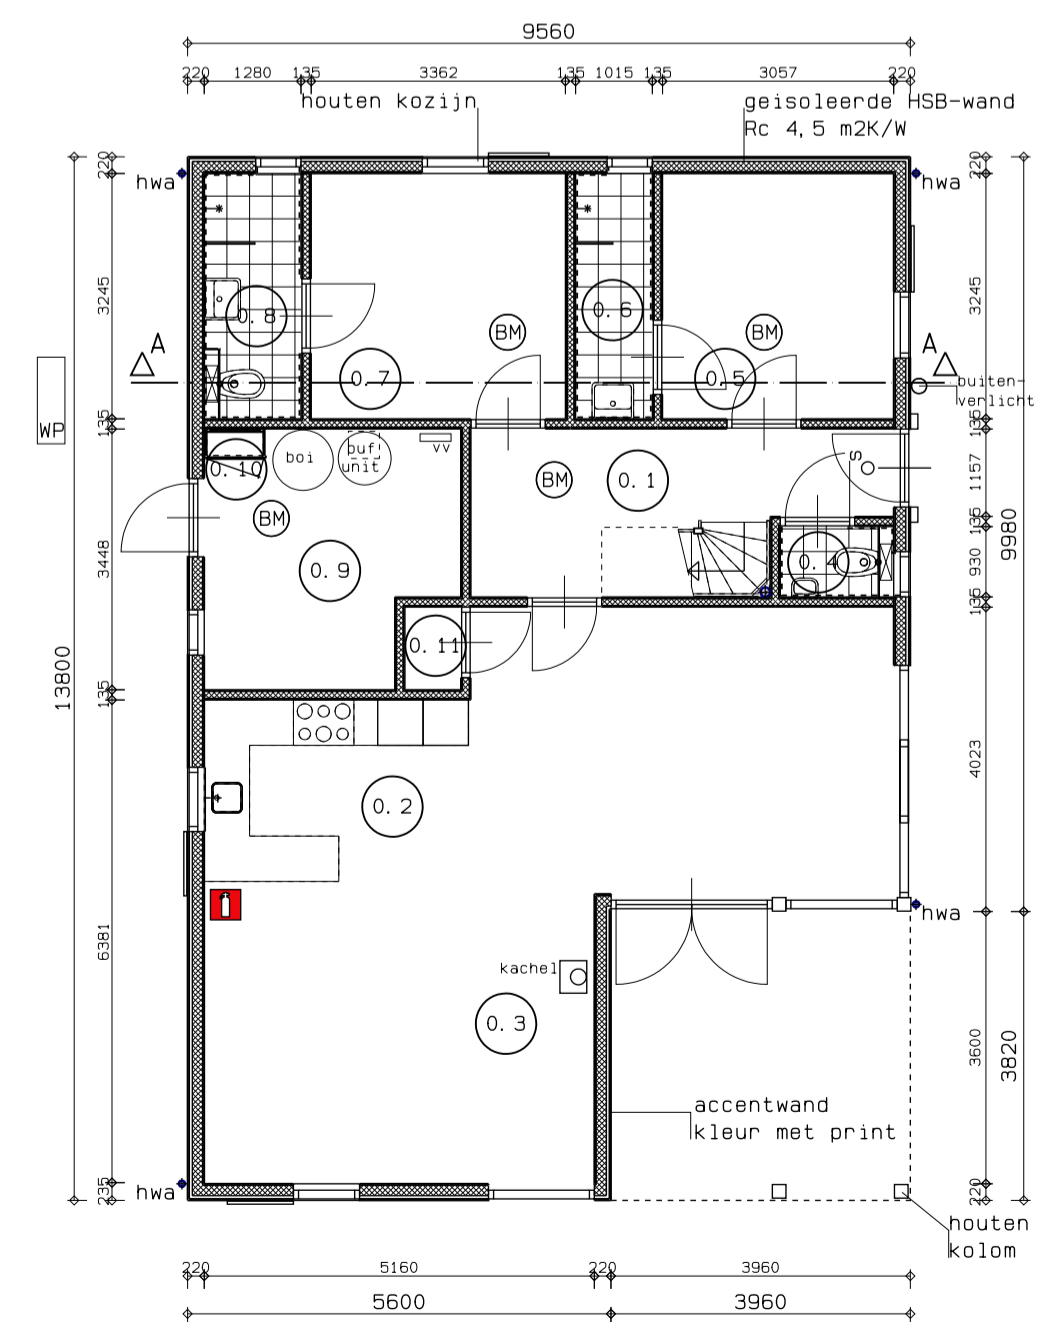 9560
220 1280 135 3362 135 1015 135 3057 220
houten kozijn
geisoleerde HSB-wand
Rc 4,5 m2K/W
220
220
hwa
hwa
3245
3245
0.8
0.6
BM
BM
A
A
0.7
0.5
buiten-
verlicht
WP
135
135
0.10
boi
buf
unit
vv
BM
0.1
S
1157
BM
135
9980
3448
0.9
0.4
930
135
0.11
13800
135
4023
0.2
hwa
6381
kachel
0.3
3600
3820
accentwand
kleur met print
hwa
235
220
houten
kolom
220 5160 220 3960
5600 3960